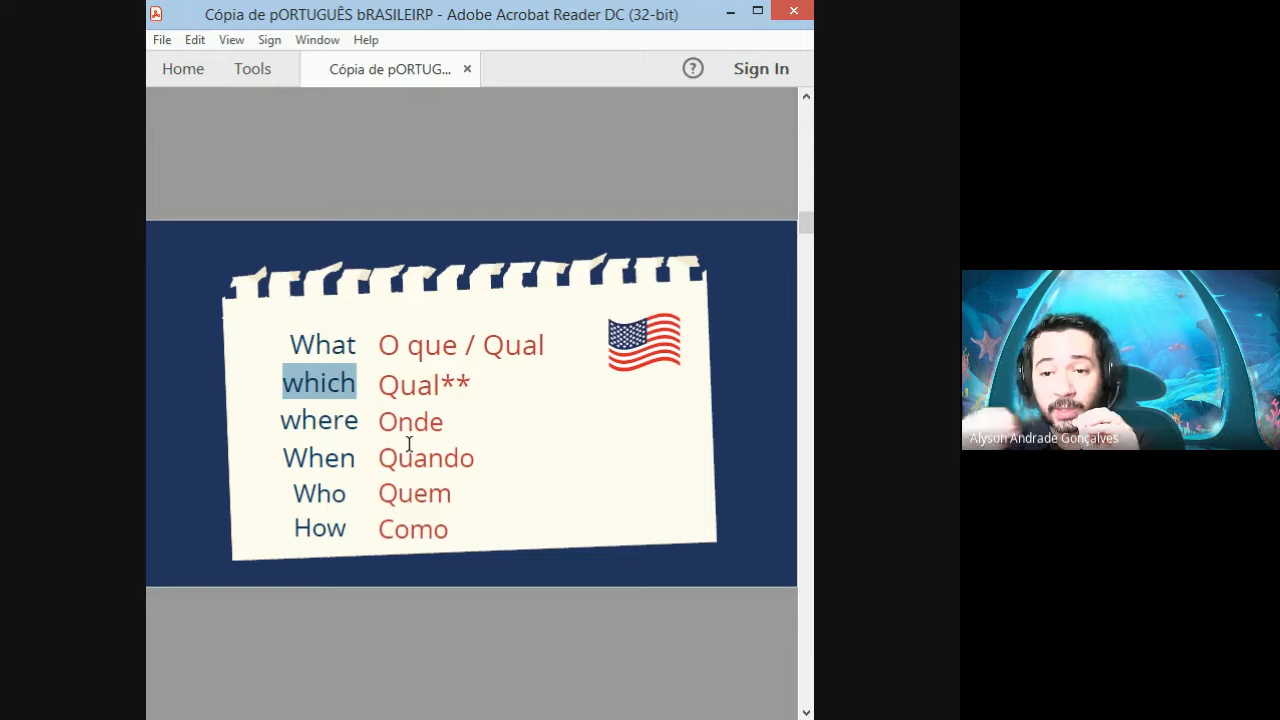 Cópia de pORTUGUÊS bRASILEIRP - Adobe Acrobat Reader DC (32-bit)
File Edit View Sign Window Help
Home Tools Cópia de pORTUG... × ? Sign In
What O que / Qual
which Qual**
where Onde
When Quando
Who Quem
How Como
Alyson Andrade Gonçalves